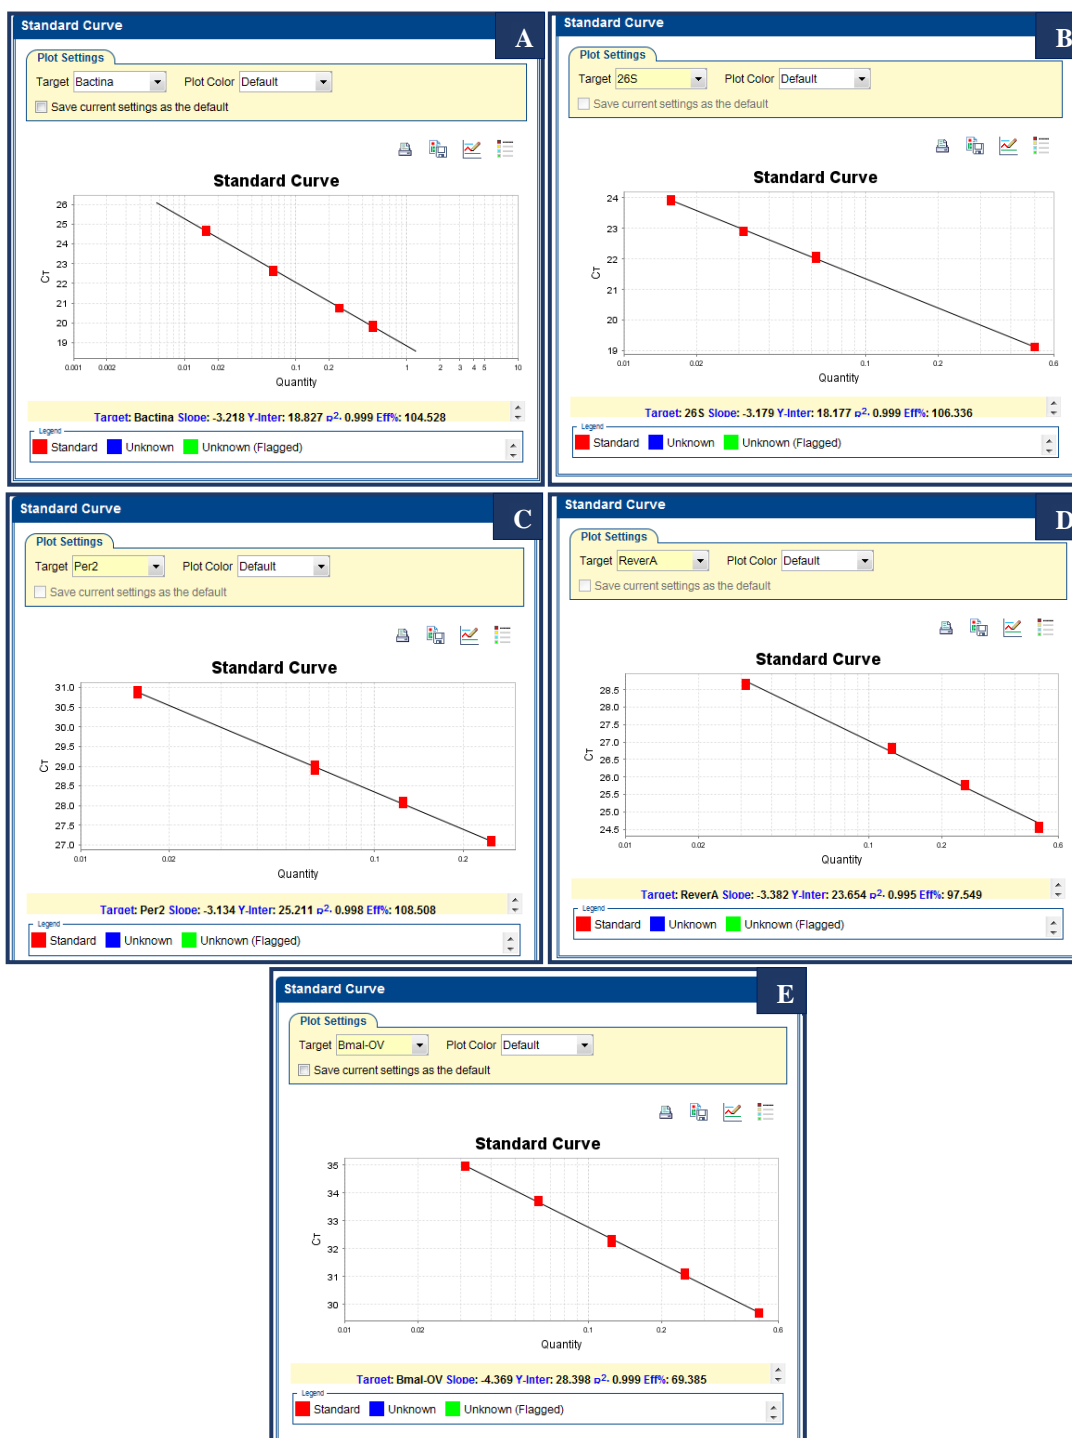 Standard Curve
A
Plot Settings
Target Bactina Plot Color Default
Save current settings as the default
Standard Curve
26
25
24
23
22
21
20
19
CT
0.001 0.002 0.01 0.02 0.1 0.2 1 2 3 4 5 10
Quantity
Target: Bactina Slope: -3.218 Y-Inter: 18.827 R2: 0.999 Eff%: 104.528
Legend
Standard Unknown Unknown (Flagged)
Standard Curve
B
Plot Settings
Target 26S Plot Color Default
Save current settings as the default
Standard Curve
24
23
22
21
20
19
CT
0.01 0.02 0.1 0.2 0.6
Quantity
Target: 26S Slope: -3.179 Y-Inter: 18.177 R2: 0.999 Eff%: 106.336
Legend
Standard Unknown Unknown (Flagged)
Standard Curve
C
Plot Settings
Target Per2 Plot Color Default
Save current settings as the default
Standard Curve
31.0
30.5
30.0
29.5
29.0
28.5
28.0
27.5
27.0
CT
0.01 0.02 0.1 0.2
Quantity
Target: Per2 Slope: -3.134 Y-Inter: 25.211 R2: 0.998 Eff%: 108.508
Legend
Standard Unknown Unknown (Flagged)
Standard Curve
D
Plot Settings
Target ReverA Plot Color Default
Save current settings as the default
Standard Curve
28.5
28.0
27.5
27.0
26.5
26.0
25.5
25.0
24.5
CT
0.01 0.02 0.1 0.2 0.6
Quantity
Target: ReverA Slope: -3.382 Y-Inter: 23.654 R2: 0.995 Eff%: 97.549
Legend
Standard Unknown Unknown (Flagged)
Standard Curve
E
Plot Settings
Target Bmal-OV Plot Color Default
Save current settings as the default
Standard Curve
35
34
33
32
31
30
CT
0.01 0.02 0.1 0.2 0.6
Quantity
Target: Bmal-OV Slope: -4.369 Y-Inter: 28.398 R2: 0.999 Eff%: 69.385
Legend
Standard Unknown Unknown (Flagged)